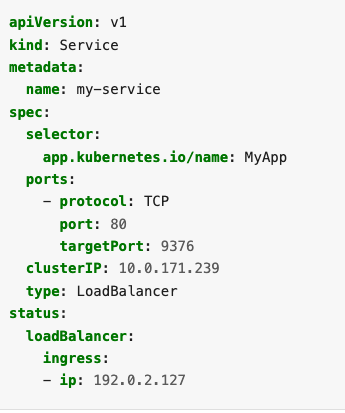 apiVersion: v1
kind: Service
metadata:
  name: my-service
spec:
  selector:
    app.kubernetes.io/name: MyApp
  ports:
    - protocol: TCP
      port: 80
      targetPort: 9376
  clusterIP: 10.0.171.239
  type: LoadBalancer
status:
  loadBalancer:
    ingress:
    - ip: 192.0.2.127